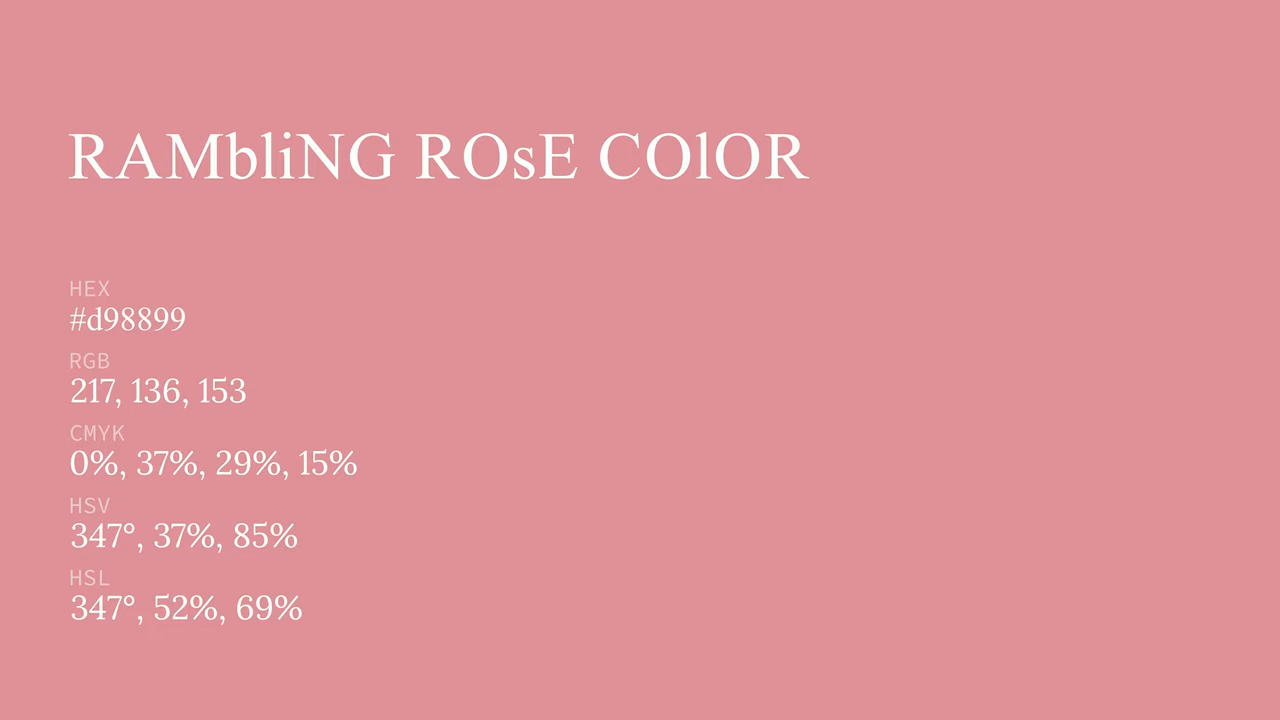 RAMbliNG ROsE COlOR
HEX
#d98899
RGB
217, 136, 153
CMYK
0%, 37%, 29%, 15%
HSV
347°, 37%, 85%
HSL
347°, 52%, 69%